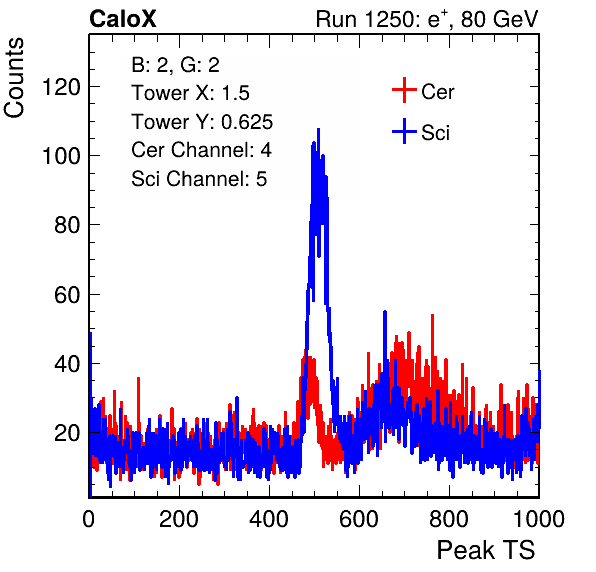 CaloX Run 1250: e⁺, 80 GeV
Counts
B: 2, G: 2
Tower X: 1.5
Tower Y: 0.625
Cer Channel: 4
Sci Channel: 5
Cer
Sci
120
100
80
60
40
20
0 200 400 600 800 1000
Peak TS